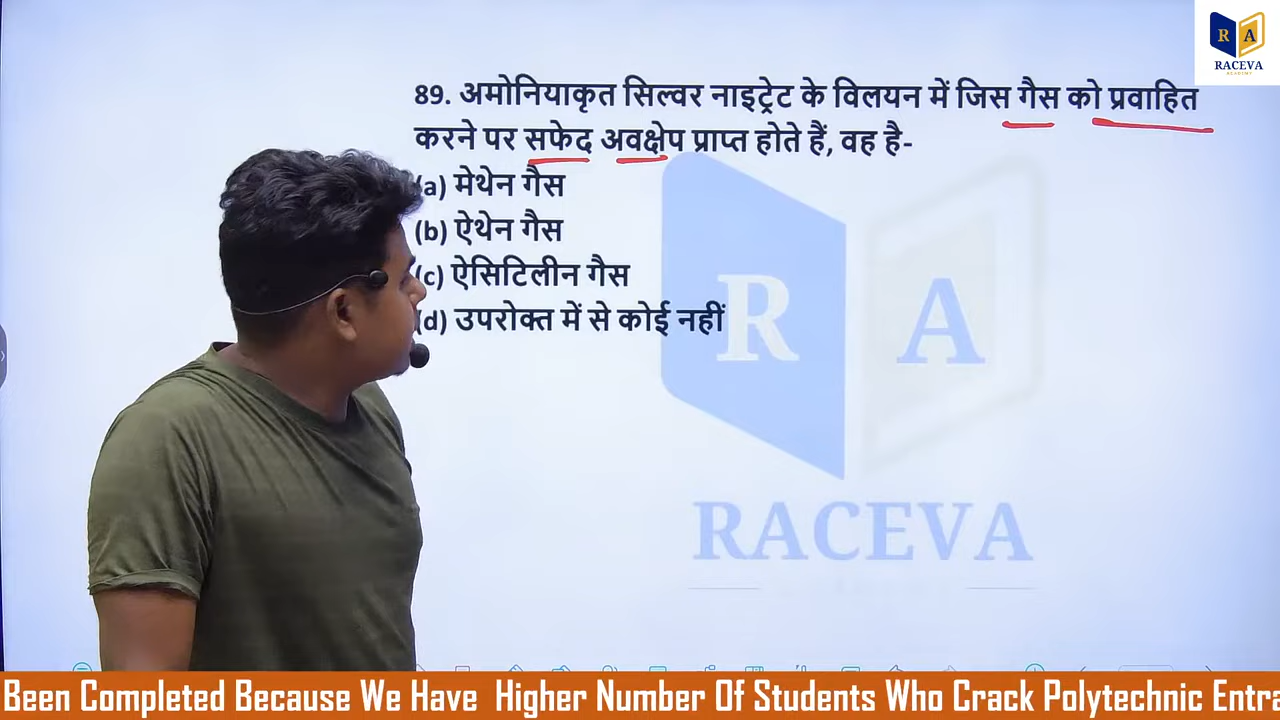 R A
RACEVA
ACADEMY
89. अमोनियाकृत सिल्वर नाइट्रेट के विलयन में जिस गैस को प्रवाहित
करने पर सफेद अवक्षेप प्राप्त होते हैं, वह है-
(a) मेथेन गैस
(b) ऐथेन गैस
(c) ऐसिटिलीन गैस
(d) उपरोक्त में से कोई नहीं
R A
RACEVA
Been Completed Because We Have Higher Number Of Students Who Crack Polytechnic Entra